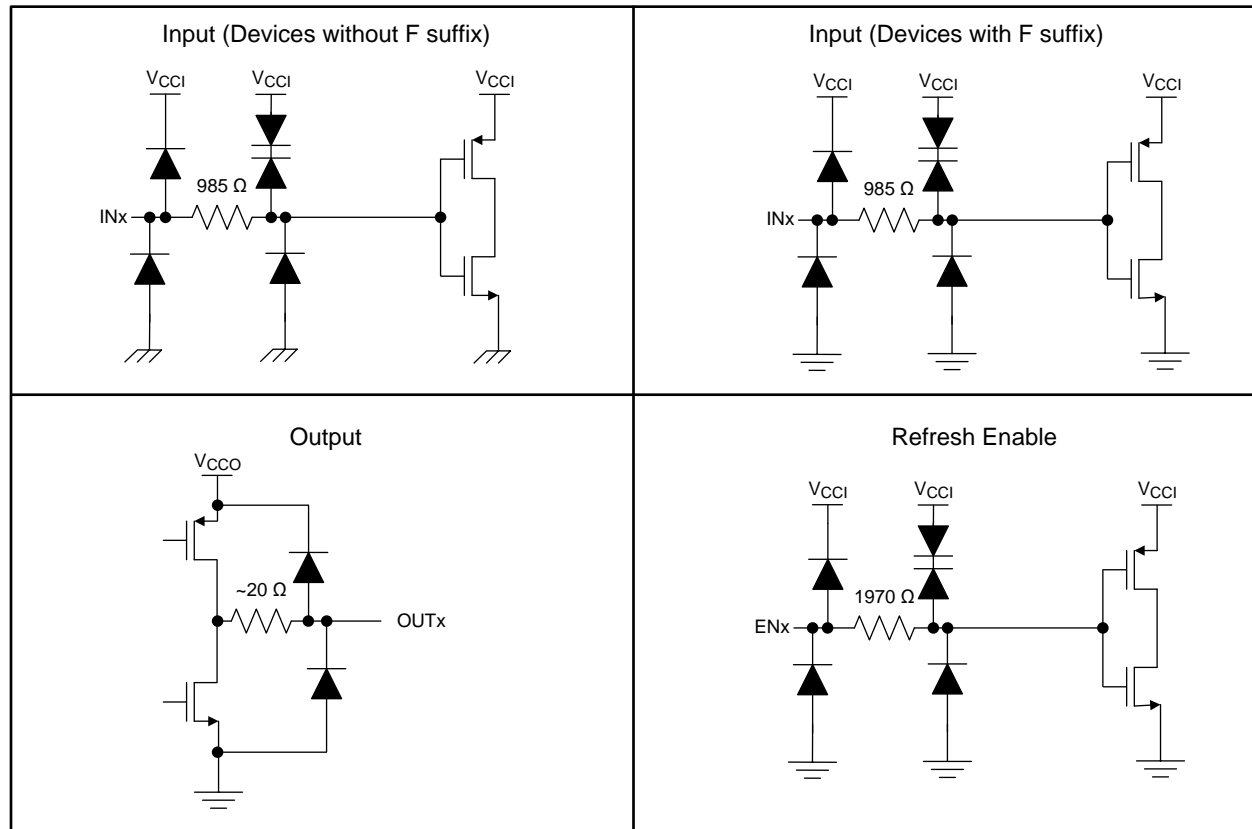 Input (Devices without F suffix)
VCCI VCCI VCCI
985 Ω
INx
Input (Devices with F suffix)
VCCI VCCI VCCI
985 Ω
INx
Output
VCCO
~20 Ω
OUTx
Refresh Enable
VCCI VCCI VCCI
1970 Ω
ENx